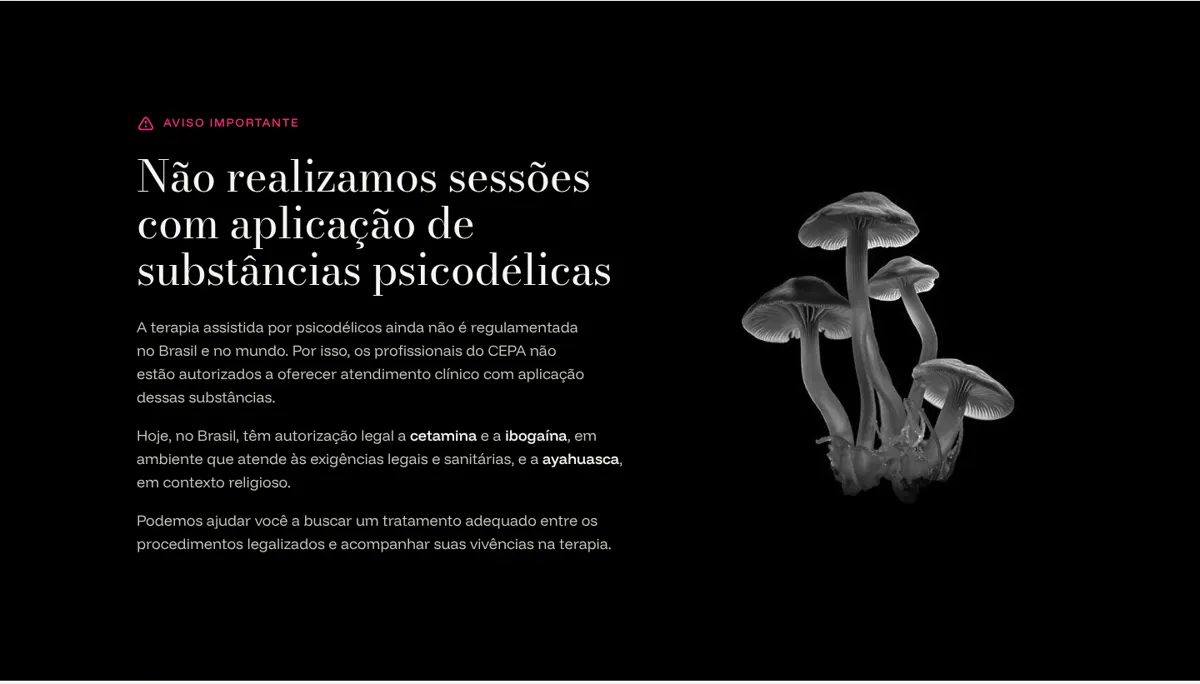 AVISO IMPORTANTE
Não realizamos sessões
com aplicação de
substâncias psicodélicas
A terapia assistida por psicodélicos ainda não é regulamentada
no Brasil e no mundo. Por isso, os profissionais do CEPA não
estão autorizados a oferecer atendimento clínico com aplicação
dessas substâncias.
Hoje, no Brasil, têm autorização legal a cetamina e a ibogaína, em
ambiente que atende às exigências legais e sanitárias, e a ayahuasca,
em contexto religioso.
Podemos ajudar você a buscar um tratamento adequado entre os
procedimentos legalizados e acompanhar suas vivências na terapia.